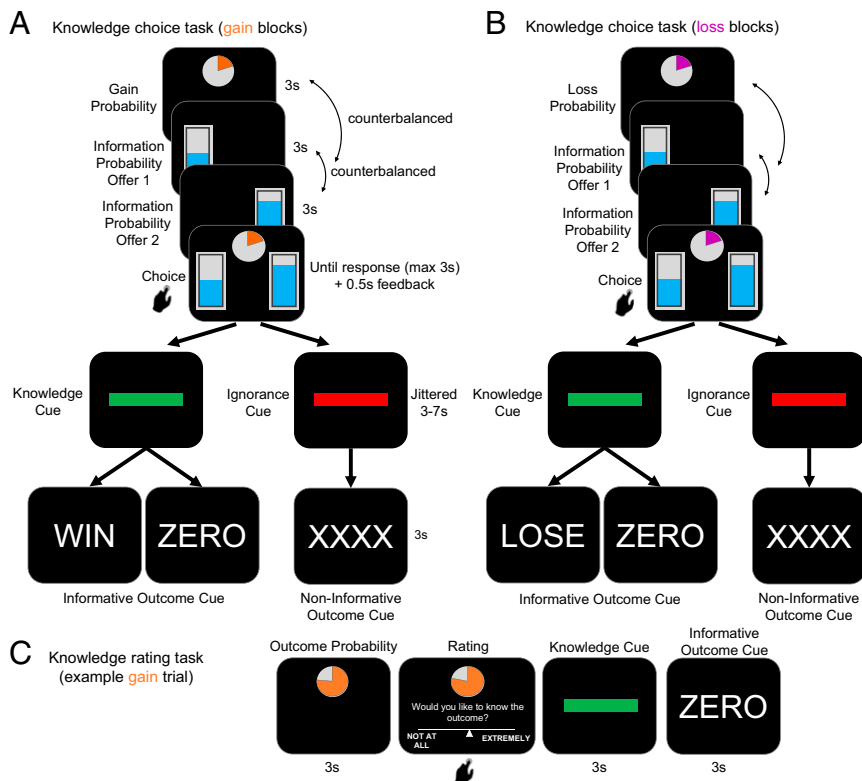 A
Knowledge choice task (gain blocks)
Gain
Probability
3s
counterbalanced
Information
Probability
Offer 1
3s
counterbalanced
Information
Probability
Offer 2
3s
Choice
Until response (max 3s)
+ 0.5s feedback
Knowledge
Cue
Ignorance
Cue
Jittered
3-7s
WIN
ZERO
XXXX
3s
Informative Outcome Cue
Non-Informative
Outcome Cue
B
Knowledge choice task (loss blocks)
Loss
Probability
Information
Probability
Offer 1
Information
Probability
Offer 2
Choice
Knowledge
Cue
Ignorance
Cue
LOSE
ZERO
XXXX
Informative Outcome Cue
Non-Informative
Outcome Cue
C
Knowledge rating task
(example gain trial)
Outcome Probability
3s
Rating
Would you like to know the
outcome?
NOT AT
ALL
EXTREMELY
Knowledge Cue
3s
Informative
Outcome Cue
ZERO
3s